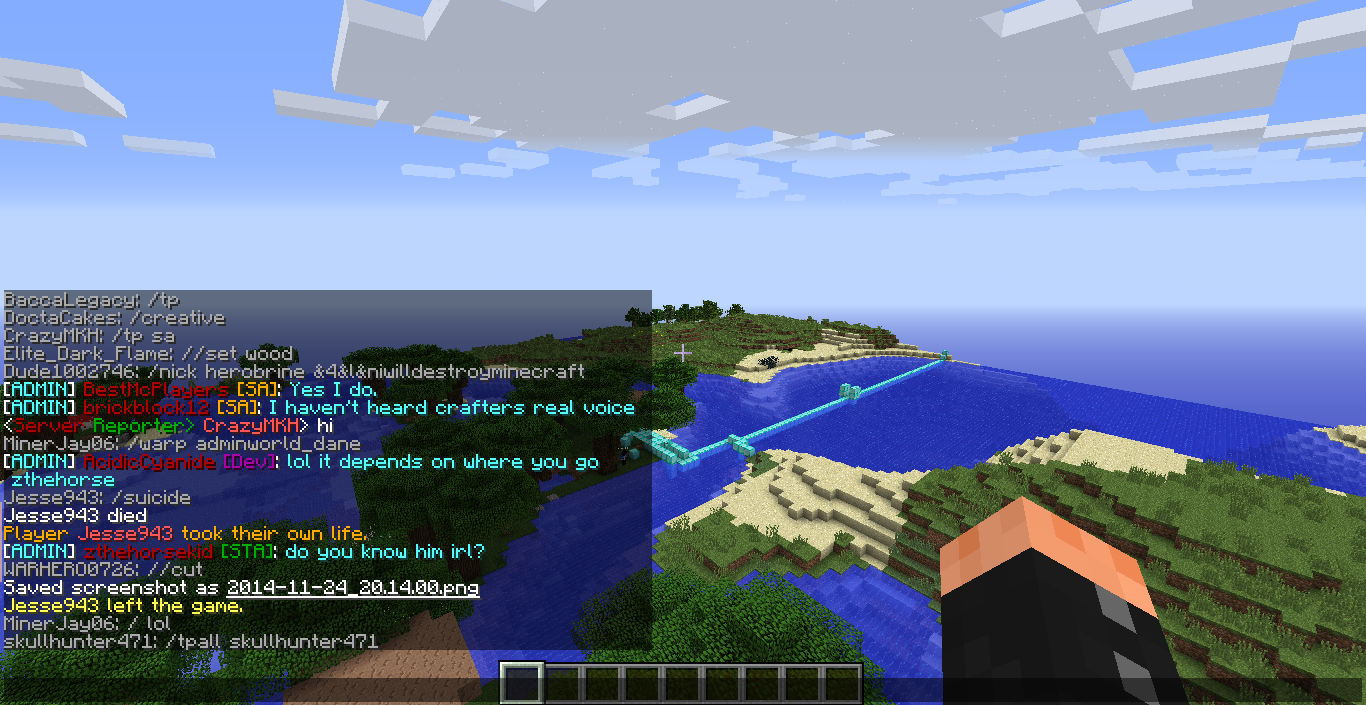 BaccaLegacy: /tp
DoctaCakes: /creative
CrazyMKH: /tp sa
Elite_Dark_Flame: //set wood
Dude1002746: /nick herobrine &4&l&niwilldestroyminecraft
[ADMIN] BestMcPlayers [SA]: Yes I do.
[ADMIN] brickblock12 [SA]: I haven't heard crafters real voice
<Server Reporter> CrazyMKH> hi
MinerJay06: /warp adminworld_dane
[ADMIN] AcidicCyanide [Dev]: lol it depends on where you go
zthehorse
Jesse943: /suicide
Jesse943 died
Player Jesse943 took their own life.
[ADMIN] zthehorsekid [STA]: do you know him irl?
WARHERO0726: //cut
Saved screenshot as 2014-11-24_20.14.00.png
Jesse943 left the game.
MinerJay06: / lol
skullhunter471: /tpall skullhunter471